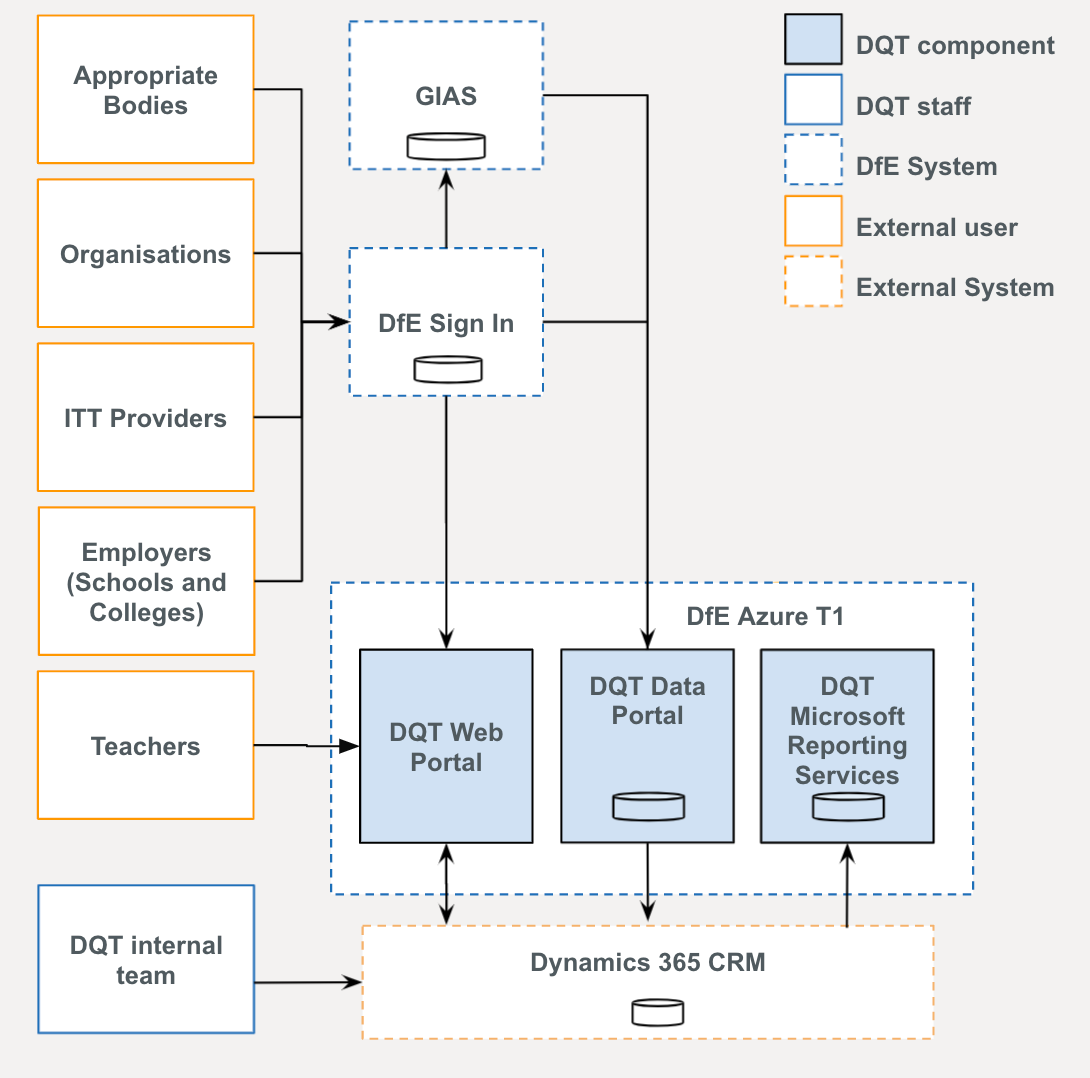 Appropriate
Bodies
Organisations
ITT Providers
Employers
(Schools and
Colleges)
Teachers
DQT internal
team
GIAS
DfE Sign In
DfE Azure T1
DQT Web
Portal
DQT Data
Portal
DQT
Microsoft
Reporting
Services
Dynamics 365 CRM
DQT component
DQT staff
DfE System
External user
External System